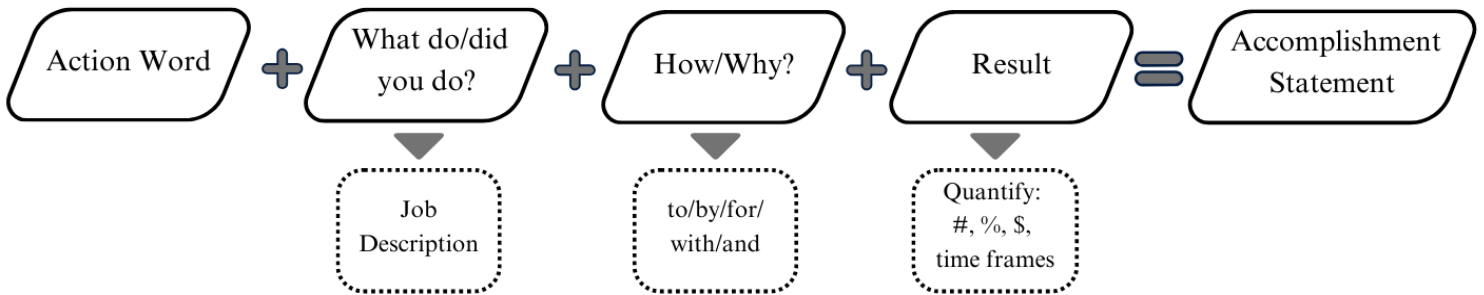 Action Word
+
What do/did
you do?
+
How/Why?
+
Result
=
Accomplishment
Statement
Job
Description
to/by/for/
with/and
Quantify:
#, %, $,
time frames